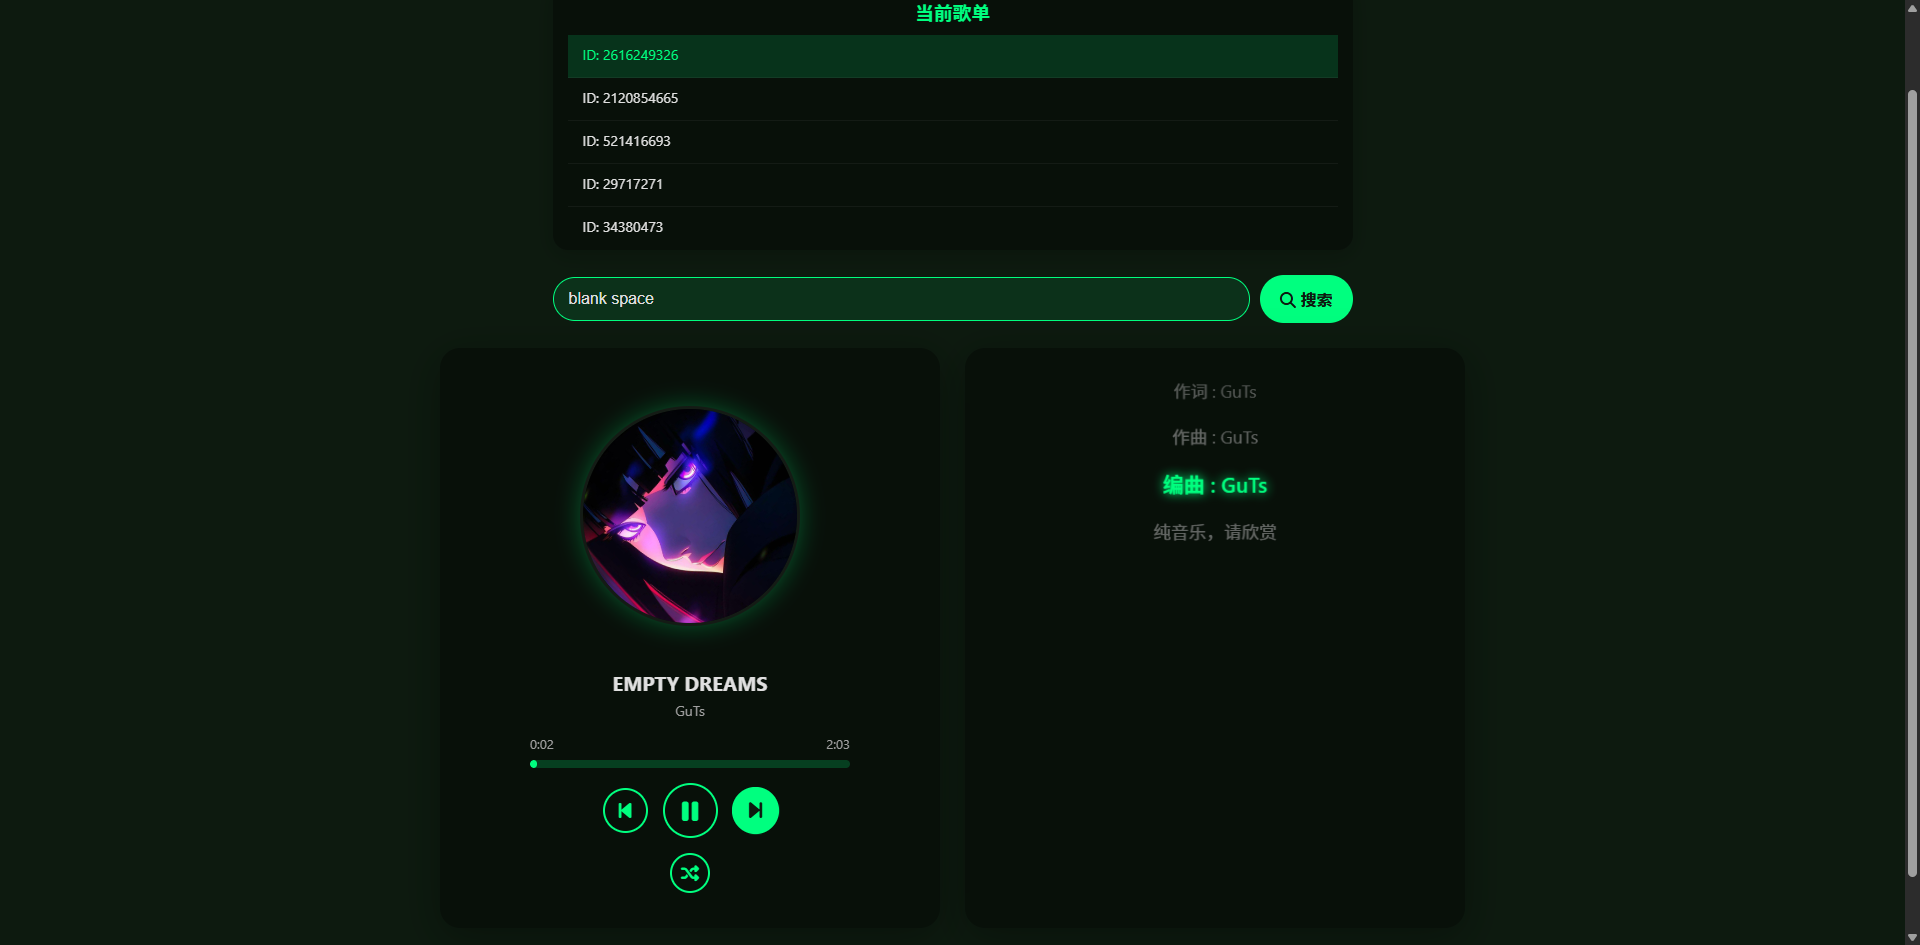 当前歌单
ID: 2616249326
ID: 2120854665
ID: 521416693
ID: 29717271
ID: 34380473
blank space
搜索
EMPTY DREAMS
GuTs
0:02 2:03
作词 : GuTs
作曲 : GuTs
编曲 : GuTs
纯音乐，请欣赏